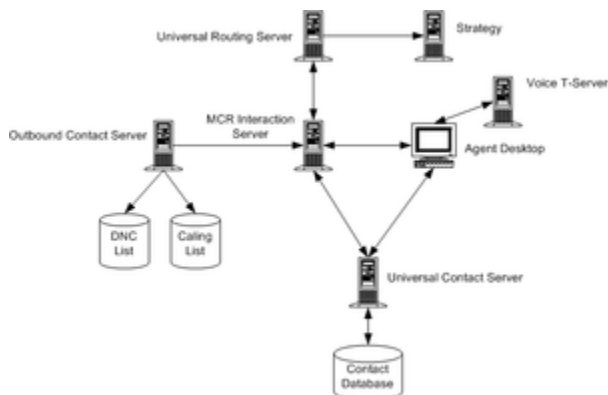 Universal Routing Server
Strategy
Voice T-Server
MCR Interaction
Server
Outbound Contact Server
Agent Desktop
DNC
List
Caling
List
Universal Contact Server
Contact
Database